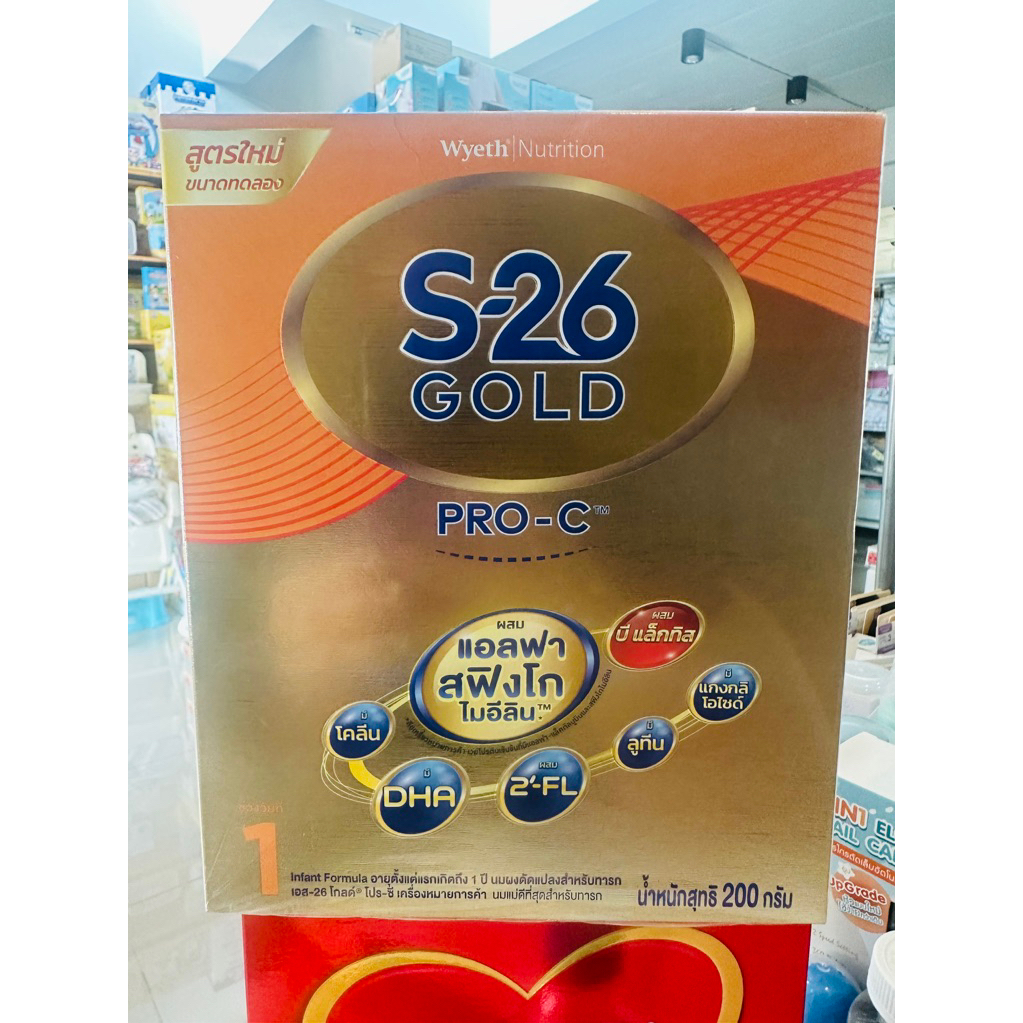 สูตรใหม่
ขนาดทดลอง
Wyeth® | Nutrition
S-26
GOLD
PRO-C™
ผสม
แอลฟา
สฟิงโก
ไมอีลิน™
ผสม
บี แล็กทิส
มี
แกงกลิ
โอไซด์
มี
โคลีน
มี
ลูทีน
มี
DHA
ผสม
2'-FL
ช่วงวัยที่
1
Infant Formula อายุตั้งแต่แรกเกิดถึง 1 ปี นมผงดัดแปลงสำหรับทารก
เอส-26 โกลด์® โปร-ซี เครื่องหมายการค้า นมแม่ดีที่สุดสำหรับทารก
น้ำหนักสุทธิ 200 กรัม
UpGrade